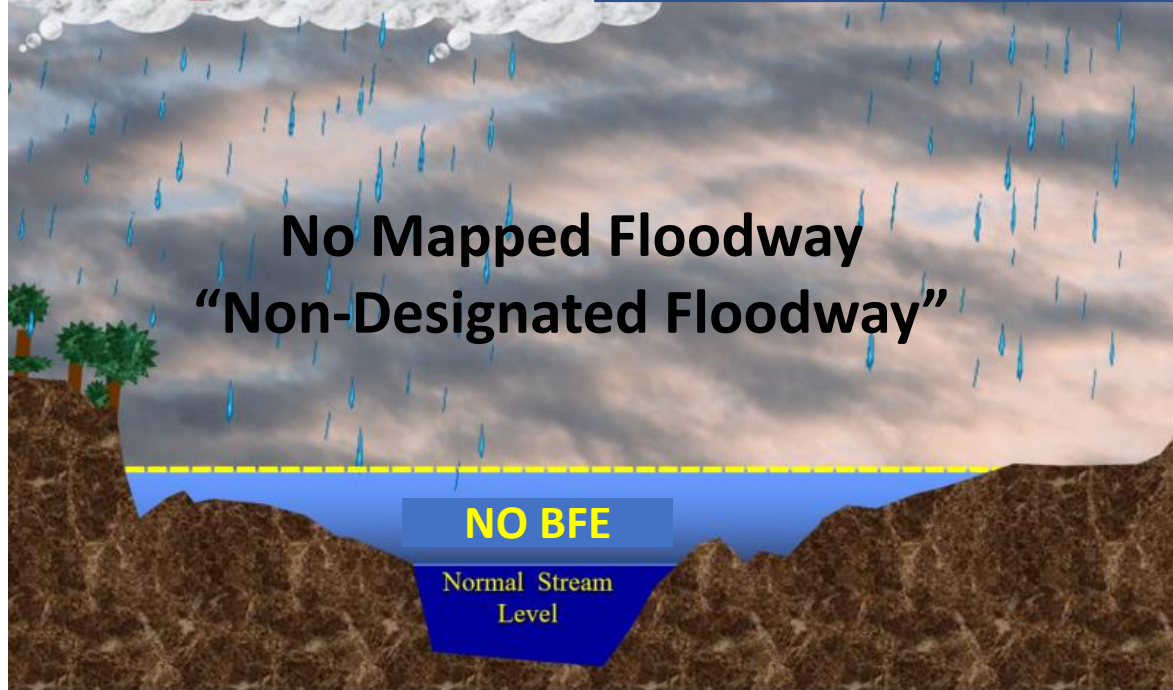 No Mapped Floodway
“Non-Designated Floodway”
NO BFE
Normal Stream
Level